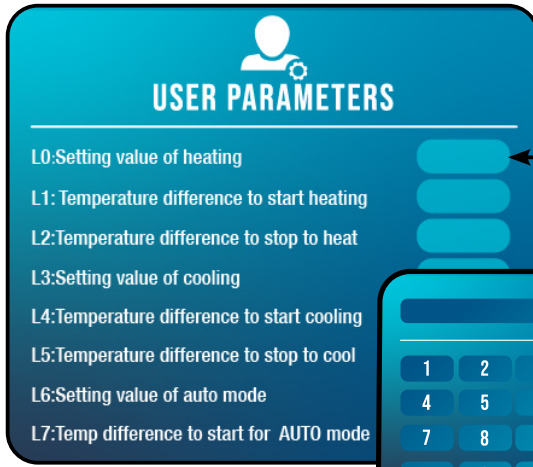 USER PARAMETERS
L0:Setting value of heating
L1: Temperature difference to start heating
L2:Temperature difference to stop to heat
L3:Setting value of cooling
L4:Temperature difference to start cooling
L5:Temperature difference to stop to cool
L6:Setting value of auto mode
L7:Temp difference to start for AUTO mode
1 2
4 5
7 8